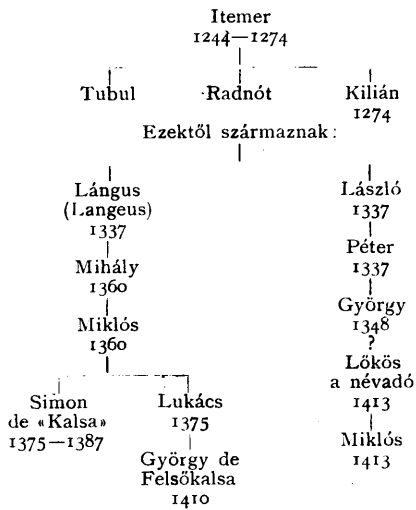 Itemer
1244—1274
Tubul Radnót Kilián
1274
Ezektől származnak:
Lángus László
(Langeus) 1337
1337
Péter
Mihály 1337
1360
György
Miklós 1348
1360 ?
Lőkös
Simon Lukács a névadó
de «Kalsa» 1375 1413
1375—1387
György de Miklós
Felsőkalsa 1413
1410